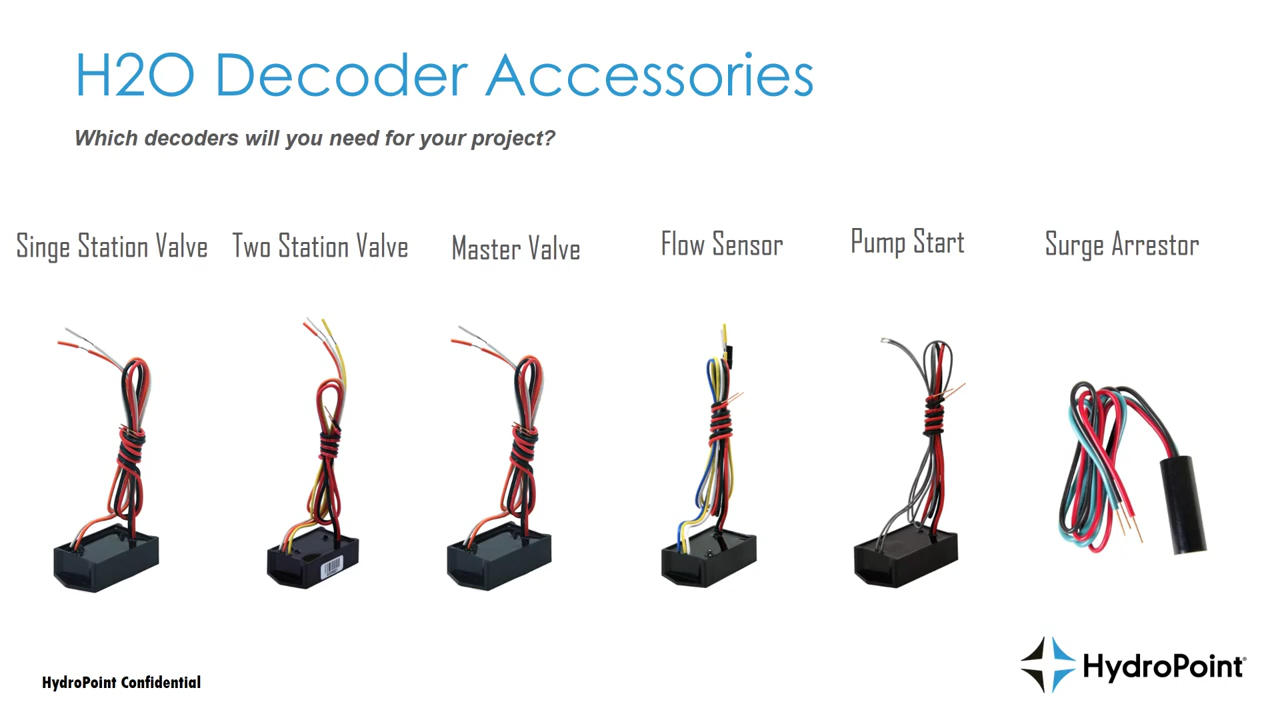 H2O Decoder Accessories
Which decoders will you need for your project?
Singe Station Valve
Two Station Valve
Master Valve
Flow Sensor
Pump Start
Surge Arrestor
HydroPoint Confidential
HydroPoint®